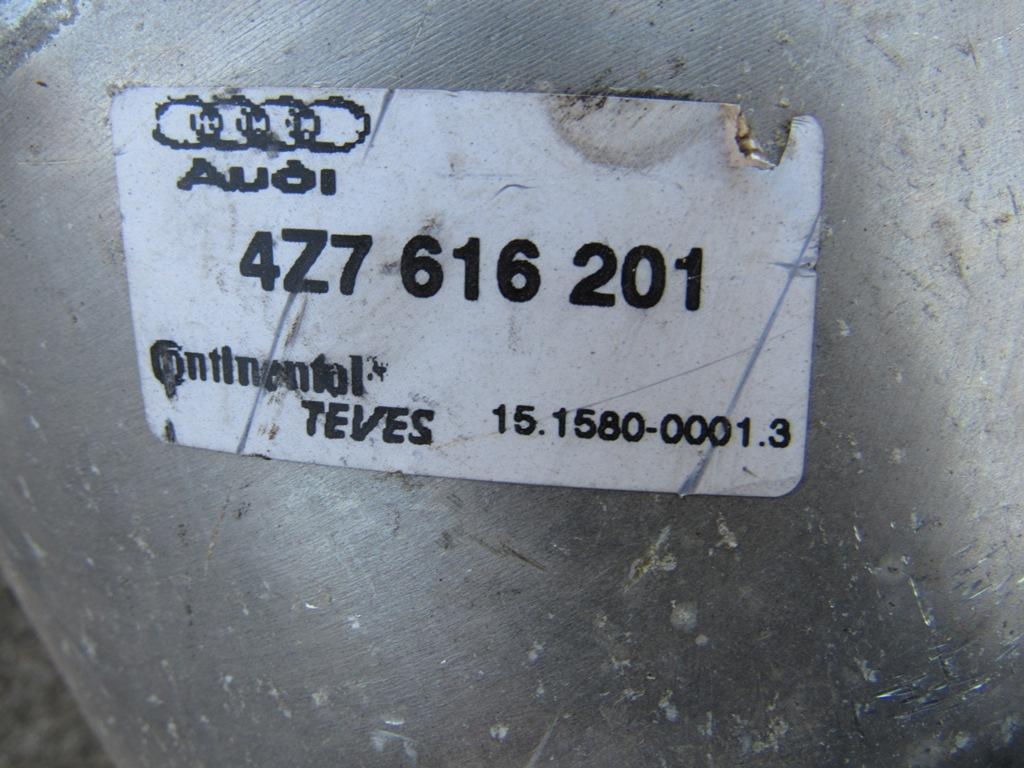 Audi
4Z7 616 201
Continental
TEVES 15.1580-0001.3